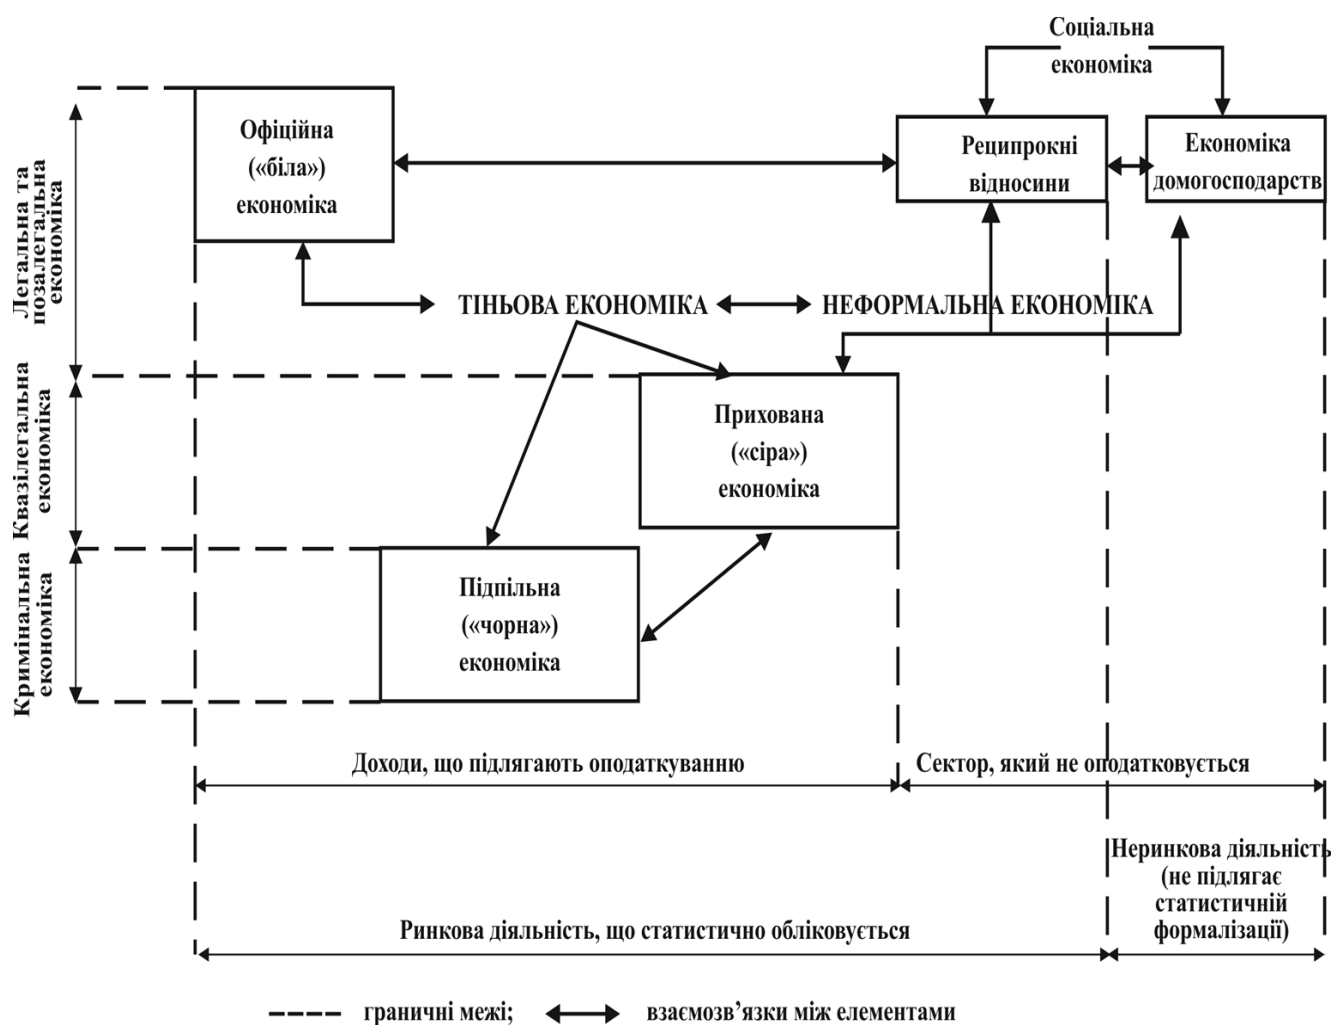 Соціальна
економіка
Офіційна
(«біла»)
економіка
Реципрокні
відносини
Економіка
домогосподарств
Легальна та
позалегальна
економіка
ТІНЬОВА ЕКОНОМІКА
НЕФОРМАЛЬНА ЕКОНОМІКА
Квазілегальна
економіка
Прихована
(«сіра»)
економіка
Кримінальна
економіка
Підпільна
(«чорна»)
економіка
Доходи, що підлягають оподаткуванню
Сектор, який не оподатковується
Неринкова діяльність
(не підлягає
статистичній
формалізації)
Ринкова діяльність, що статистично обліковується
граничні межі;
взаємозв’язки між елементами